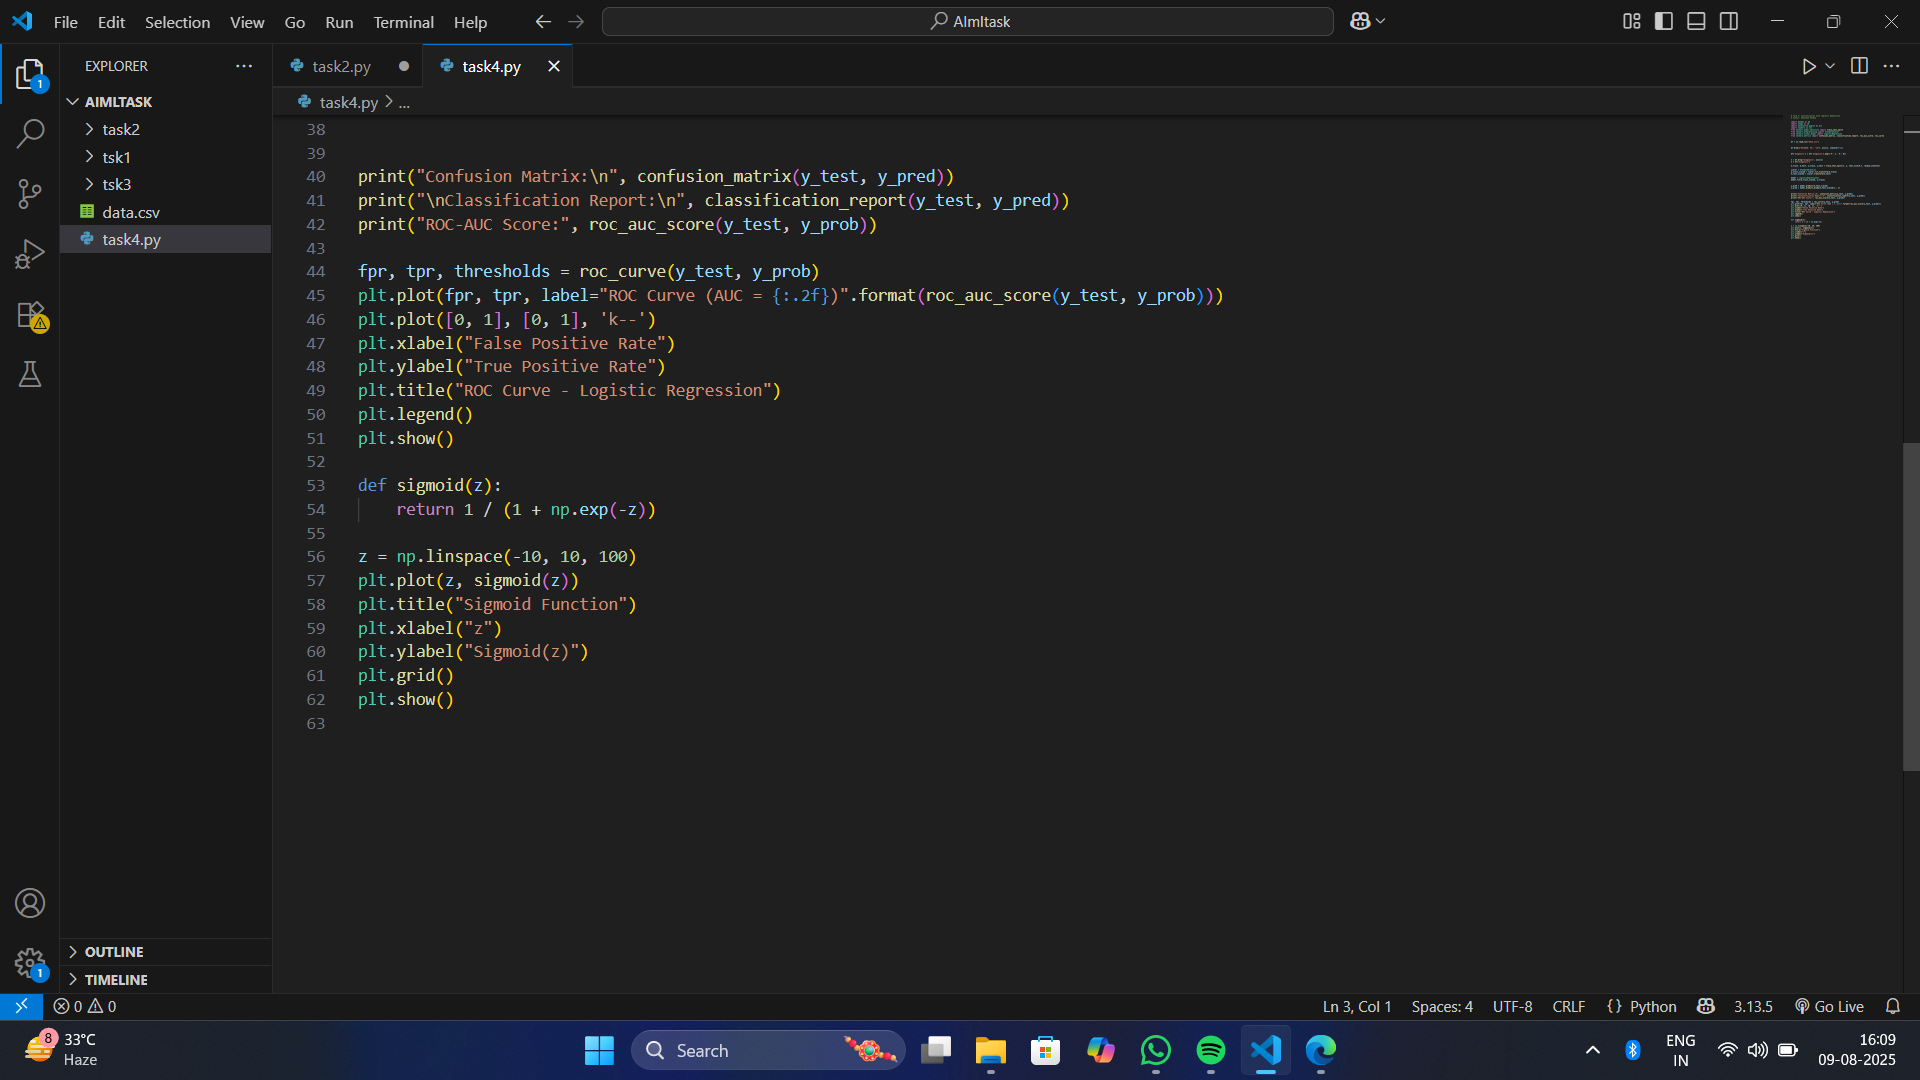 File Edit Selection View Go Run Terminal Help
AImltask
EXPLORER
task2.py
task4.py
AIMLTASK
task4.py > ...
task2
tsk1
tsk3
data.csv
task4.py
1
38
39
40 print("Confusion Matrix:\n", confusion_matrix(y_test, y_pred))
41 print("\nClassification Report:\n", classification_report(y_test, y_pred))
42 print("ROC-AUC Score:", roc_auc_score(y_test, y_prob))
43
44 fpr, tpr, thresholds = roc_curve(y_test, y_prob)
45 plt.plot(fpr, tpr, label="ROC Curve (AUC = {:.2f})".format(roc_auc_score(y_test, y_prob)))
46 plt.plot([0, 1], [0, 1], 'k--')
47 plt.xlabel("False Positive Rate")
48 plt.ylabel("True Positive Rate")
49 plt.title("ROC Curve - Logistic Regression")
50 plt.legend()
51 plt.show()
52
53 def sigmoid(z):
54     return 1 / (1 + np.exp(-z))
55
56 z = np.linspace(-10, 10, 100)
57 plt.plot(z, sigmoid(z))
58 plt.title("Sigmoid Function")
59 plt.xlabel("z")
60 plt.ylabel("Sigmoid(z)")
61 plt.grid()
62 plt.show()
63
OUTLINE
1
TIMELINE
0 0
Ln 3, Col 1 Spaces: 4 UTF-8 CRLF {} Python 3.13.5 Go Live
8
33°C
Haze
Search
ENG
IN
16:09
09-08-2025